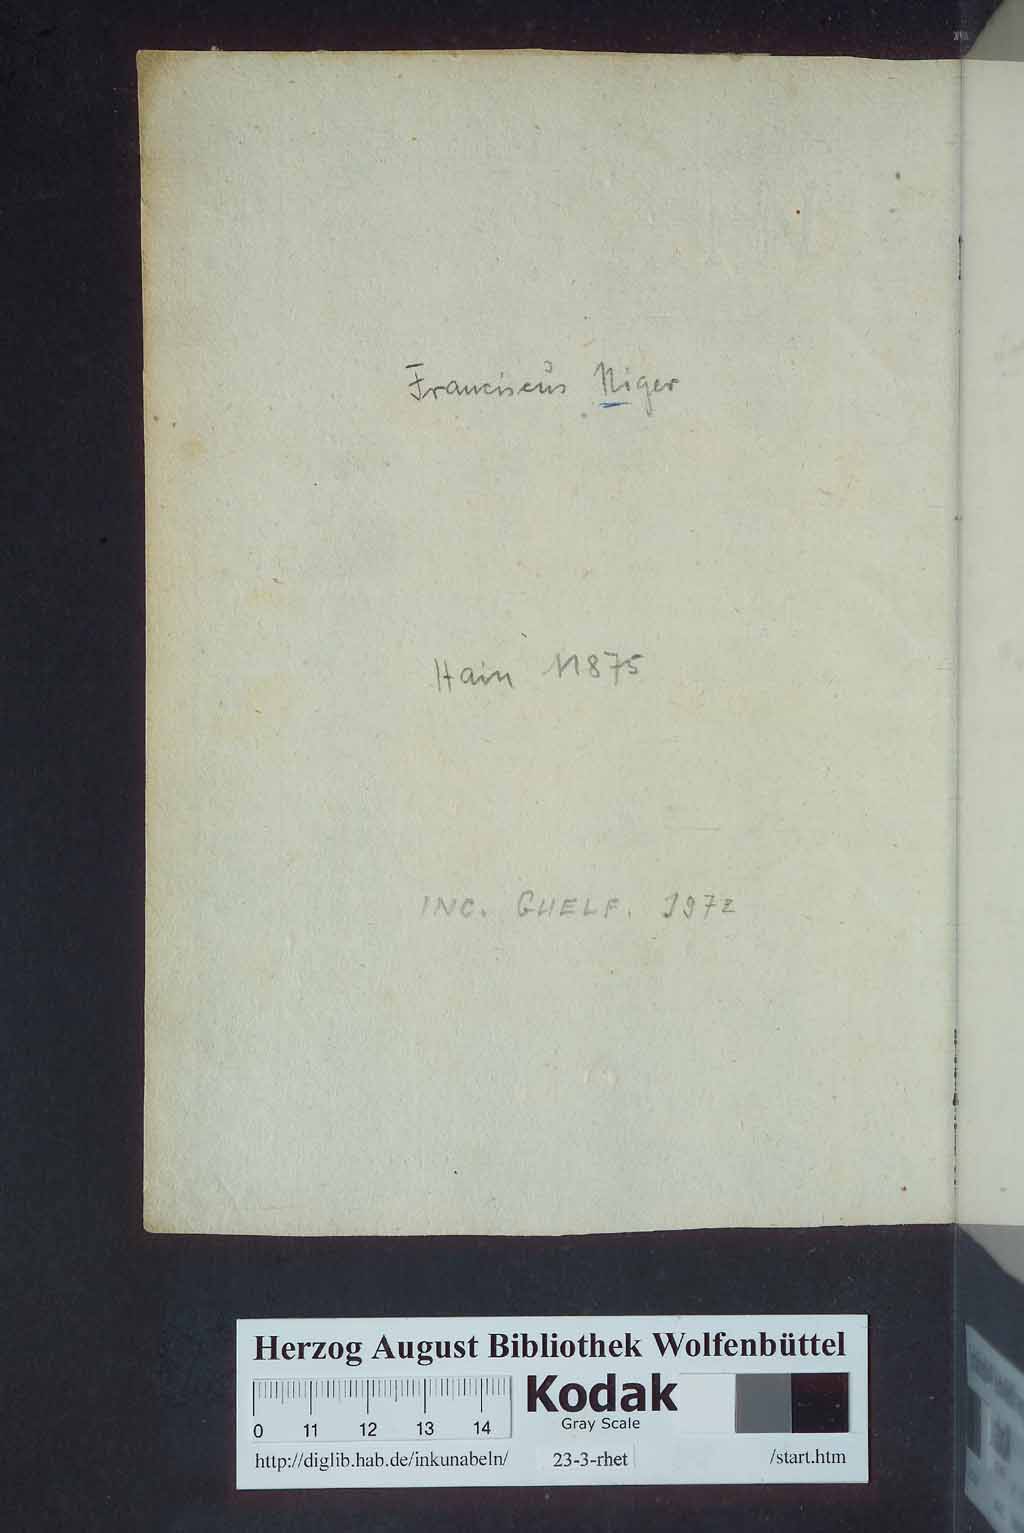 Franciscus Niger
Hain 11875
INC. GUELF. 197z
Herzog August Bibliothek Wolfenbüttel
0 11 12 13 14
Kodak
Gray Scale
http://diglib.hab.de/inkunabeln/ 23-3-rhet /start.htm